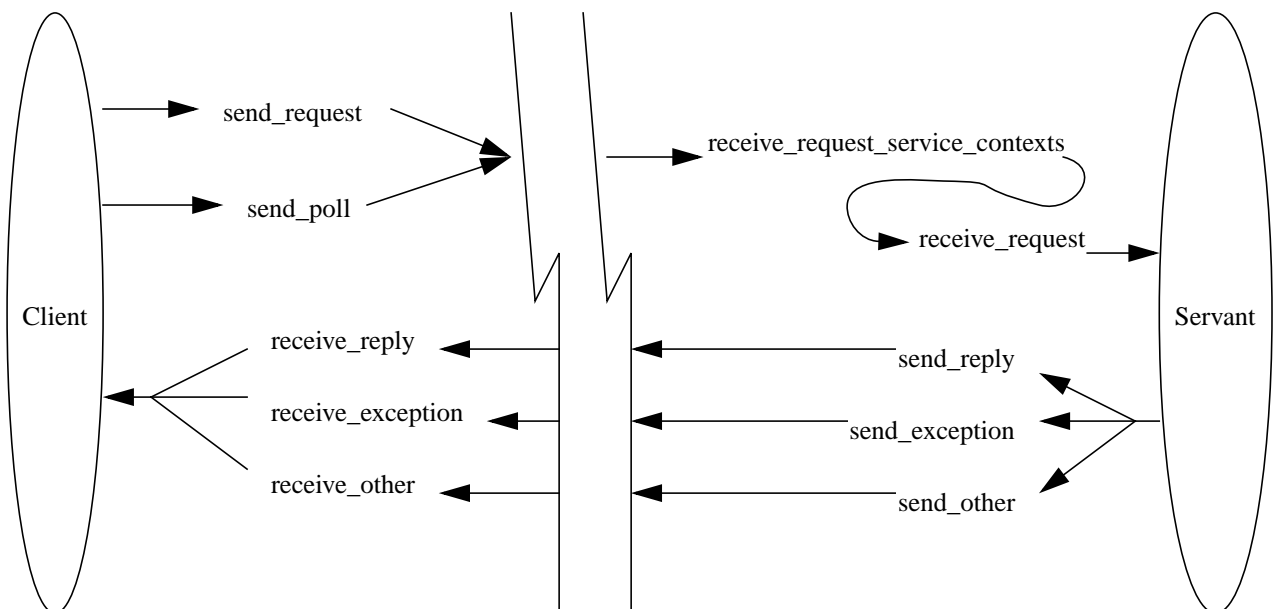 send_request
receive_request_service_contexts
send_poll
receive_request
Client
Servant
receive_reply
send_reply
receive_exception
send_exception
receive_other
send_other